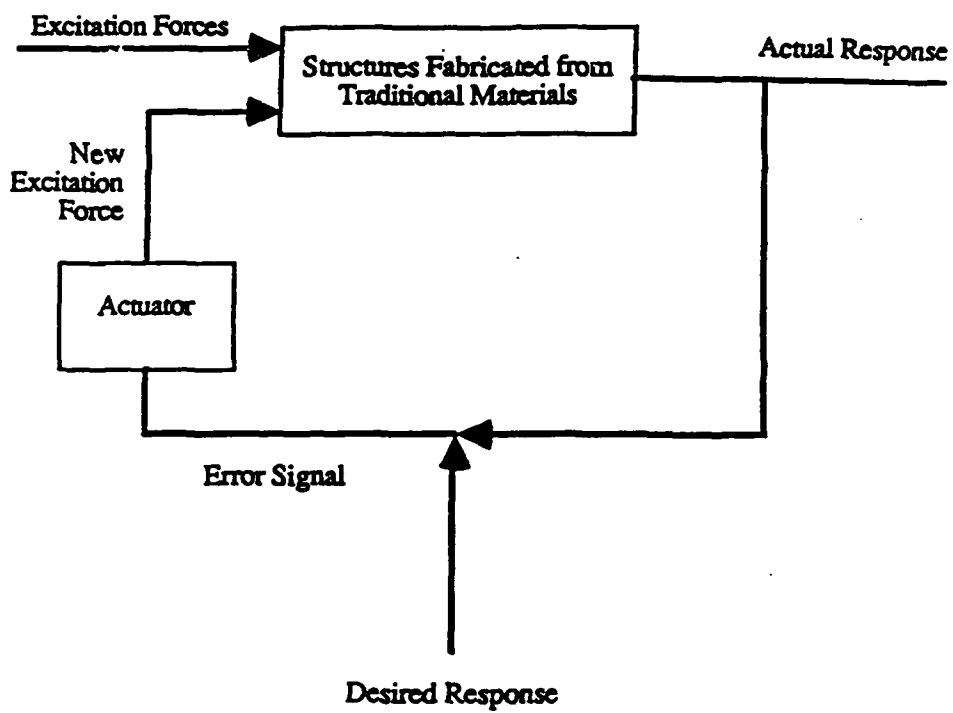 Excitation Forces
Structures Fabricated from
Traditional Materials
Actual Response
New
Excitation
Force
Actuator
Error Signal
Desired Response